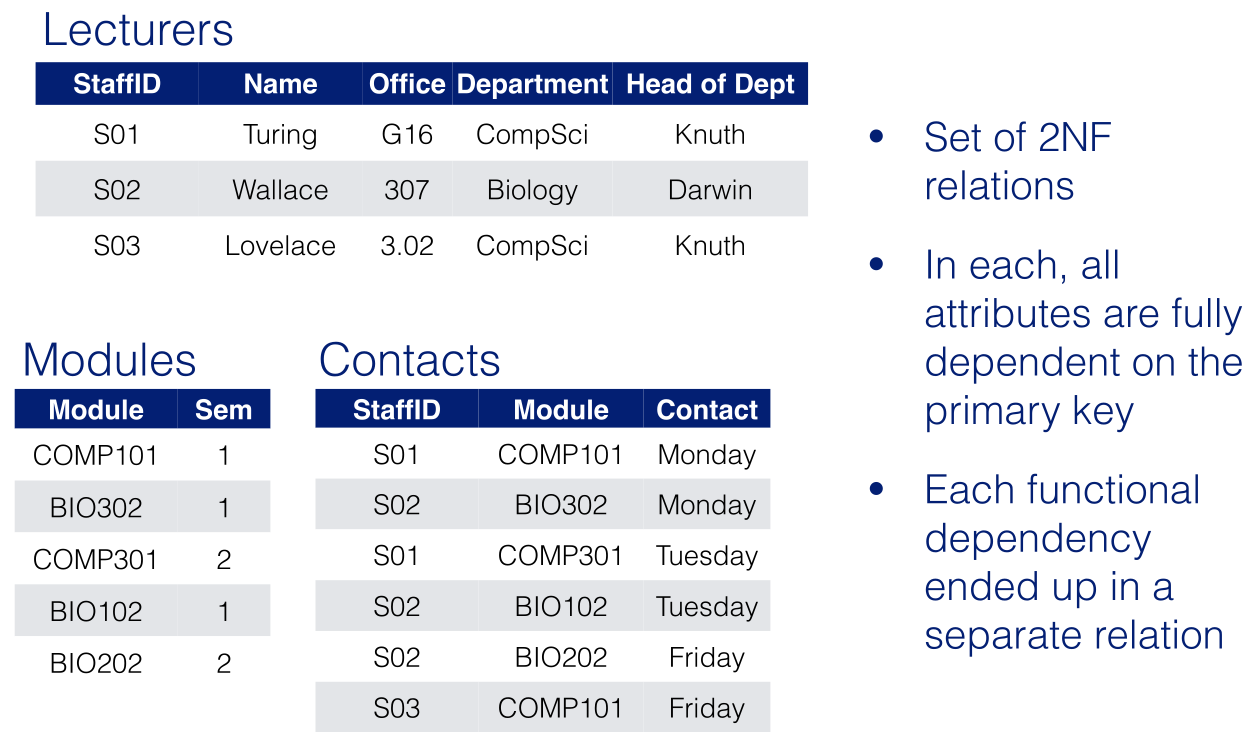 Lecturers
StaffID Name Office Department Head of Dept
S01 Turing G16 CompSci Knuth
S02 Wallace 307 Biology Darwin
S03 Lovelace 3.02 CompSci Knuth
Modules
Module Sem
COMP101 1
BIO302 1
COMP301 2
BIO102 1
BIO202 2
Contacts
StaffID Module Contact
S01 COMP101 Monday
S02 BIO302 Monday
S01 COMP301 Tuesday
S02 BIO102 Tuesday
S02 BIO202 Friday
S03 COMP101 Friday
• Set of 2NF
relations
• In each, all
attributes are fully
dependent on the
primary key
• Each functional
dependency
ended up in a
separate relation